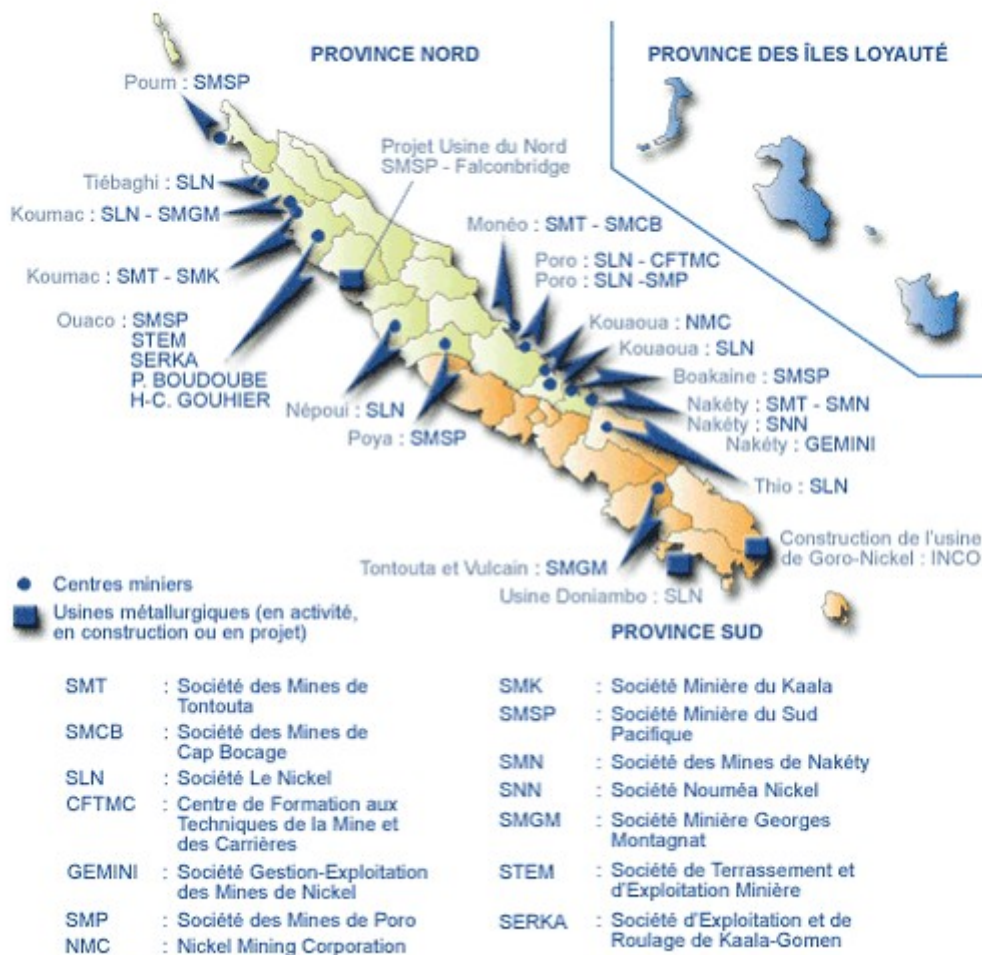 PROVINCE NORD
PROVINCE DES ÎLES LOYAUTÉ
Poum : SMSP
Projet Usine du Nord
SMSP - Falconbridge
Tiébaghi : SLN
Koumac : SLN - SMGM
Monéo : SMT - SMCB
Poro : SLN - CFTMC
Poro : SLN -SMP
Koumac : SMT - SMK
Kouaoua : NMC
Kouaoua : SLN
Ouaco : SMSP
STEM
SERKA
P. BOUDOUBE
H-C. GOUHIER
Boakaine : SMSP
Népoui : SLN
Poya : SMSP
Nakéty : SMT - SMN
Nakéty : SNN
Nakéty : GEMINI
Thio : SLN
Construction de l'usine
de Goro-Nickel : INCO
Tontouta et Vulcain : SMGM
Usine Doniambo : SLN
Centres miniers
Usines métallurgiques (en activité,
en construction ou en projet)
PROVINCE SUD
SMT : Société des Mines de
Tontouta
SMCB : Société des Mines de
Cap Bocage
SLN : Société Le Nickel
CFTMC : Centre de Formation aux
Techniques de la Mine et
des Carrières
GEMINI : Société Gestion-Exploitation
des Mines de Nickel
SMP : Société des Mines de Poro
NMC : Nickel Mining Corporation
SMK : Société Minière du Kaala
SMSP : Société Minière du Sud
Pacifique
SMN : Société des Mines de Nakéty
SNN : Société Nouméa Nickel
SMGM : Société Minière Georges
Montagnat
STEM : Société de Terrassement et
d'Exploitation Minière
SERKA : Société d'Exploitation et de
Roulage de Kaala-Gomen